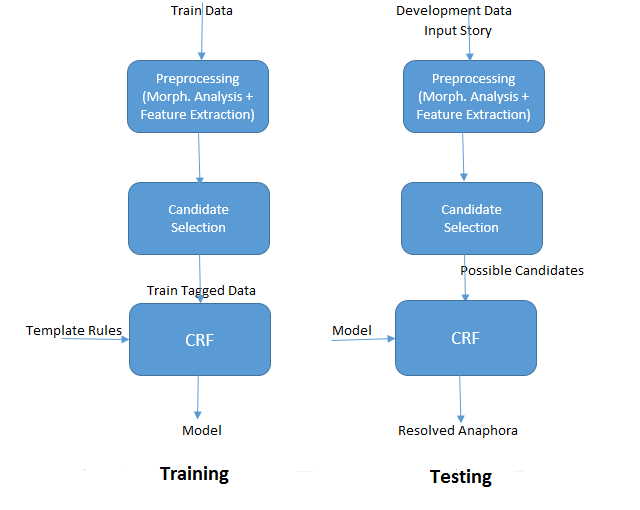 Train Data
Preprocessing
(Morph. Analysis +
Feature Extraction)
Candidate
Selection
Train Tagged Data
Template Rules
CRF
Model
Training
Development Data
Input Story
Preprocessing
(Morph. Analysis +
Feature Extraction)
Candidate
Selection
Possible Candidates
Model
CRF
Resolved Anaphora
Testing